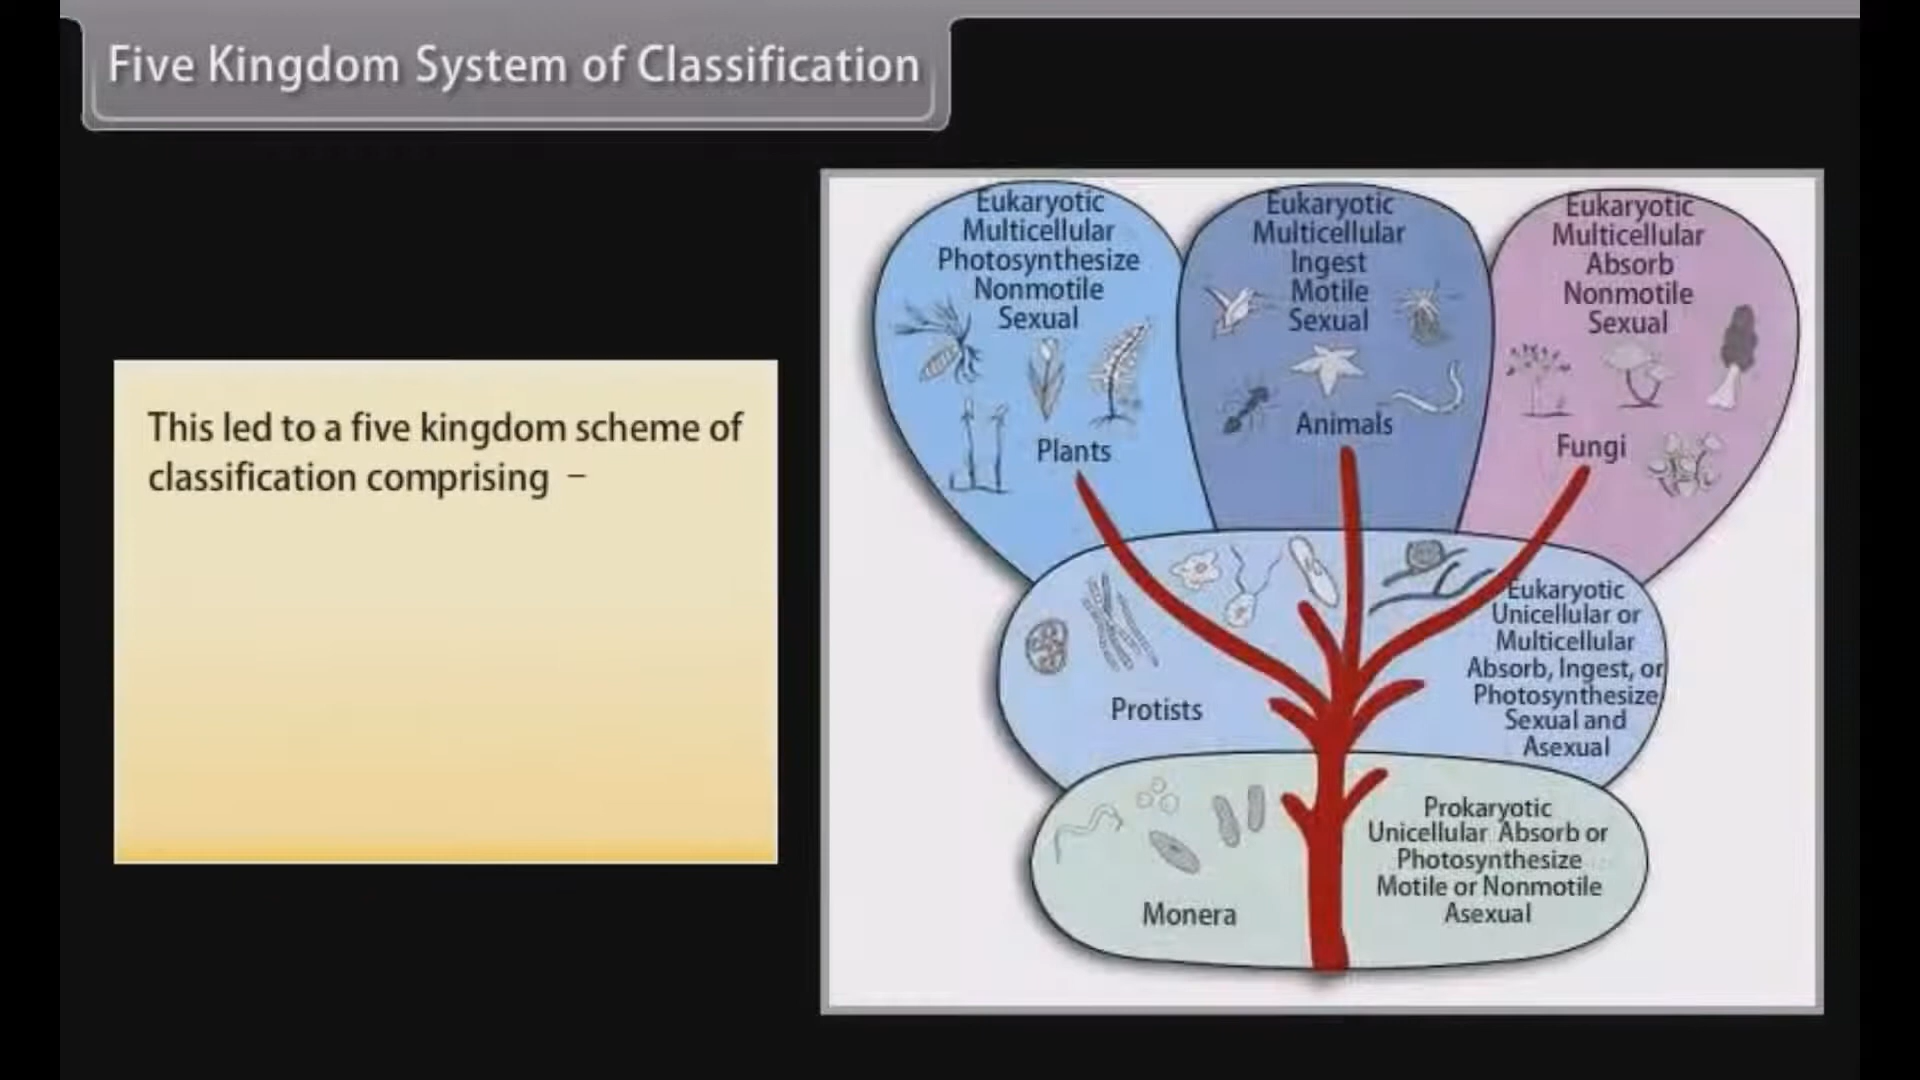 Five Kingdom System of Classification
This led to a five kingdom scheme of
classification comprising –
Eukaryotic
Multicellular
Photosynthesize
Nonmotile
Sexual
Plants
Eukaryotic
Multicellular
Ingest
Motile
Sexual
Animals
Eukaryotic
Multicellular
Absorb
Nonmotile
Sexual
Fungi
Protists
Eukaryotic
Unicellular or
Multicellular
Absorb, Ingest, or
Photosynthesize
Sexual and
Asexual
Monera
Prokaryotic
Unicellular Absorb or
Photosynthesize
Motile or Nonmotile
Asexual